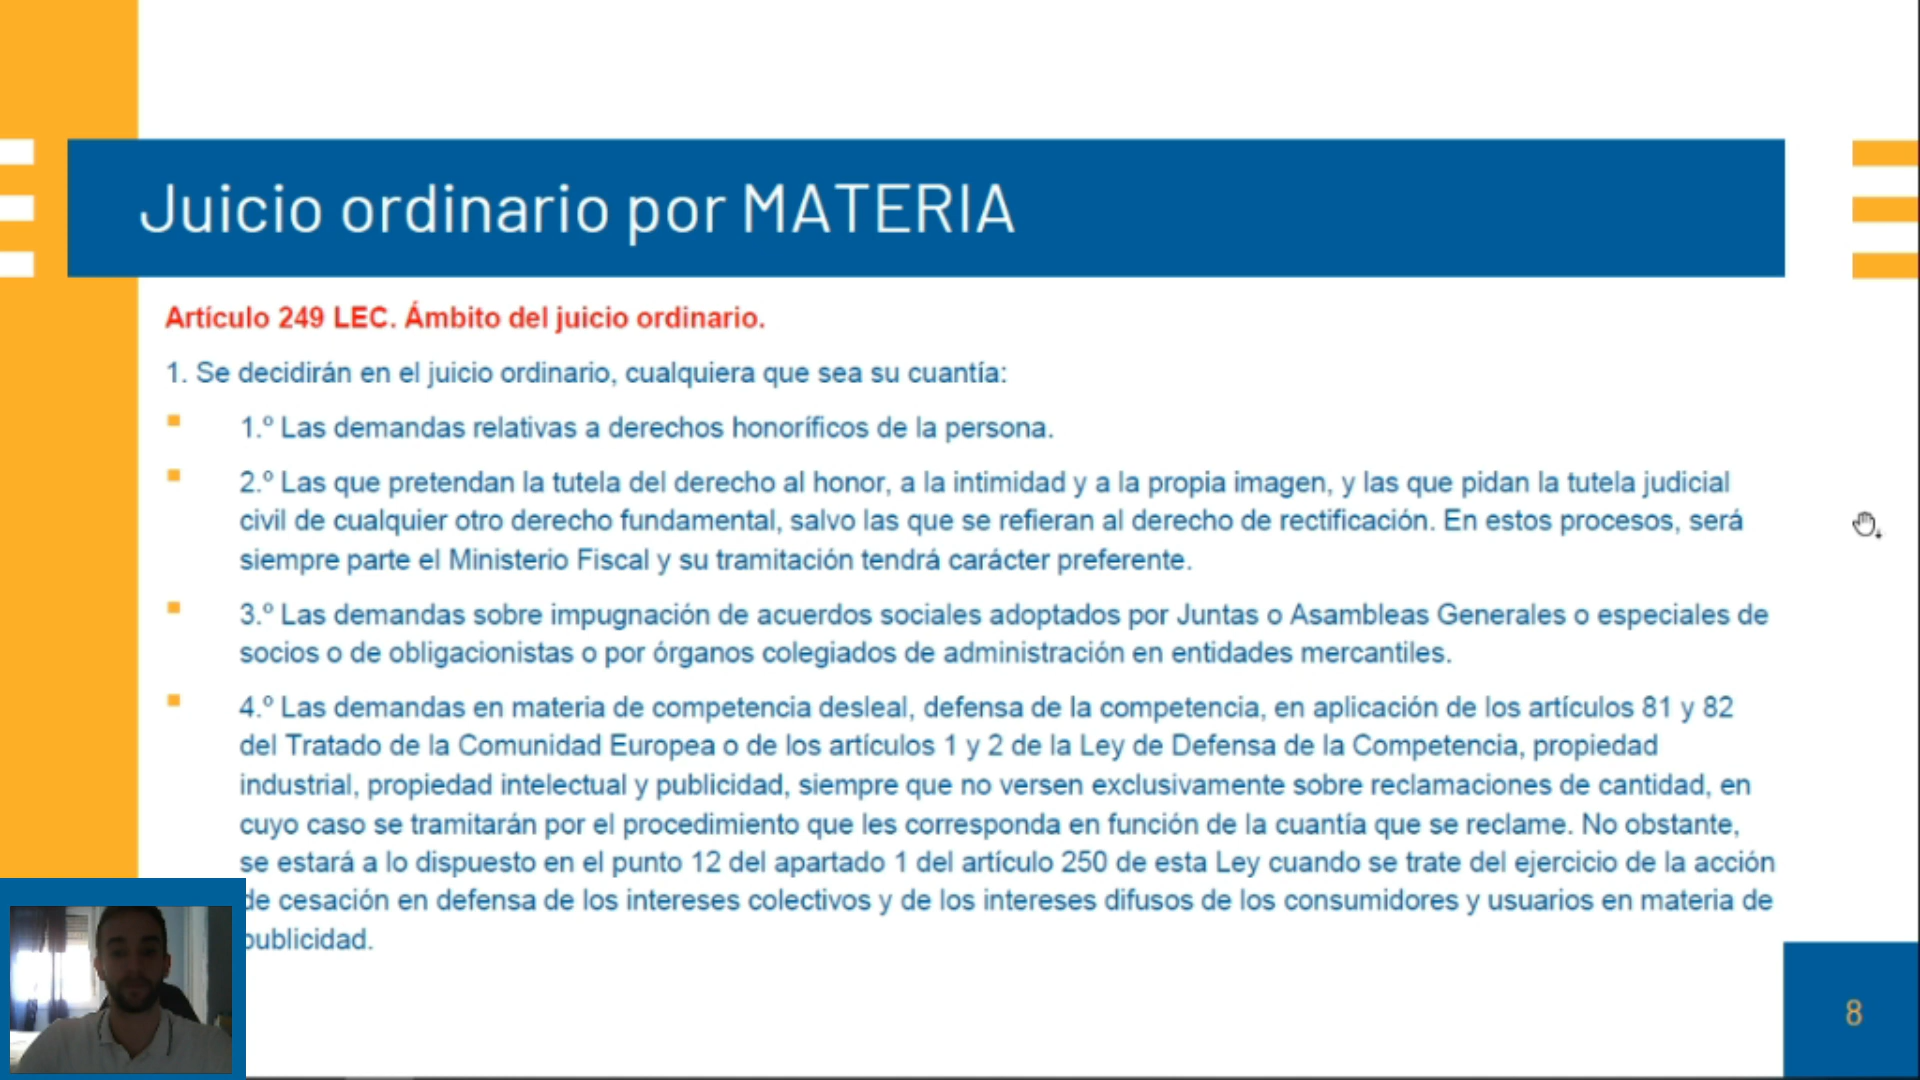 Juicio ordinario por MATERIA
Artículo 249 LEC. Ámbito del juicio ordinario.
1. Se decidirán en el juicio ordinario, cualquiera que sea su cuantía:
1.º Las demandas relativas a derechos honoríficos de la persona.
2.º Las que pretendan la tutela del derecho al honor, a la intimidad y a la propia imagen, y las que pidan la tutela judicial
civil de cualquier otro derecho fundamental, salvo las que se refieran al derecho de rectificación. En estos procesos, será
siempre parte el Ministerio Fiscal y su tramitación tendrá carácter preferente.
3.º Las demandas sobre impugnación de acuerdos sociales adoptados por Juntas o Asambleas Generales o especiales de
socios o de obligacionistas o por órganos colegiados de administración en entidades mercantiles.
4.º Las demandas en materia de competencia desleal, defensa de la competencia, en aplicación de los artículos 81 y 82
del Tratado de la Comunidad Europea o de los artículos 1 y 2 de la Ley de Defensa de la Competencia, propiedad
industrial, propiedad intelectual y publicidad, siempre que no versen exclusivamente sobre reclamaciones de cantidad, en
cuyo caso se tramitarán por el procedimiento que les corresponda en función de la cuantía que se reclame. No obstante,
se estará a lo dispuesto en el punto 12 del apartado 1 del artículo 250 de esta Ley cuando se trate del ejercicio de la acción
de cesación en defensa de los intereses colectivos y de los intereses difusos de los consumidores y usuarios en materia de
publicidad.
8